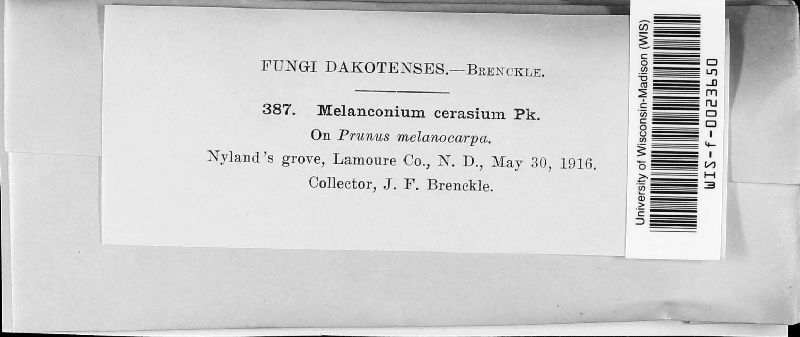 FUNGI DAKOTENSES.—BRENCKLE.
387. Melanconium cerasium Pk.
On Prunus melanocarpa.
Nyland's grove, Lamoure Co., N. D., May 30, 1916.
Collector, J. F. Brenckle.
University of Wisconsin-Madison (WIS)
WIS-f-0023650